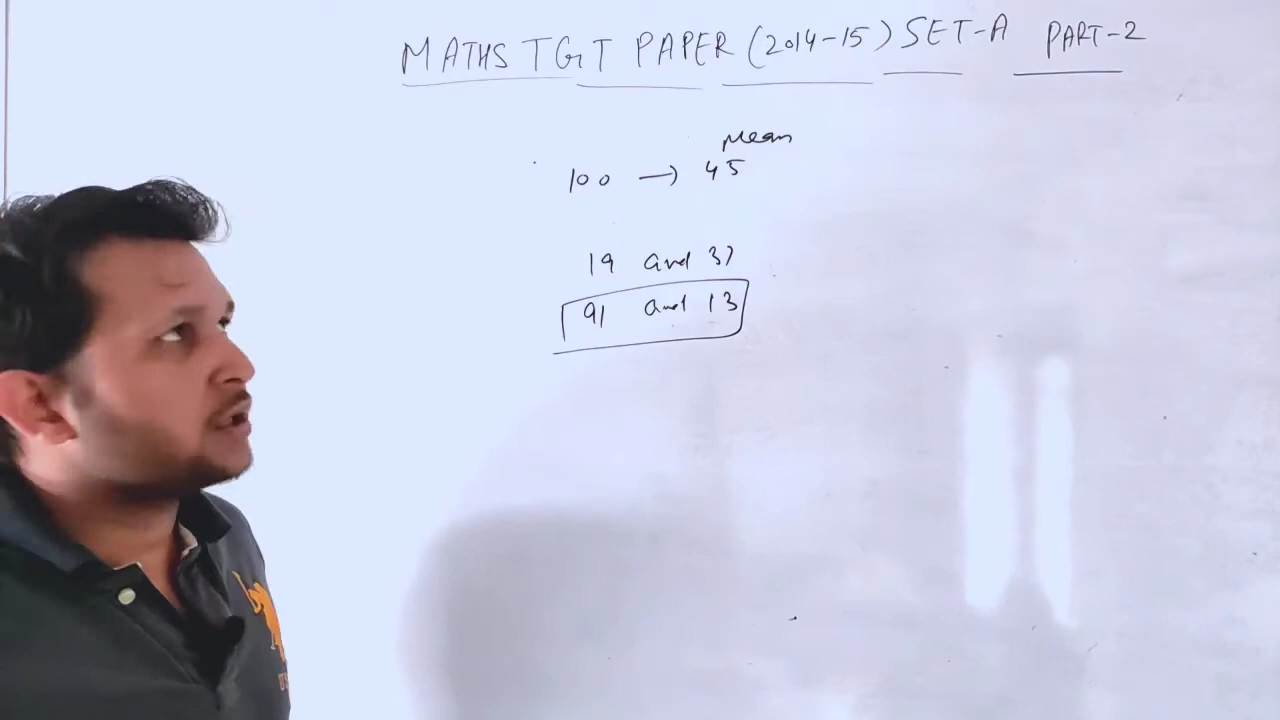 MATHS TGT PAPER (2014-15) SET-A PART-2
Mean
100 → 45
19 and 37
91 and 13